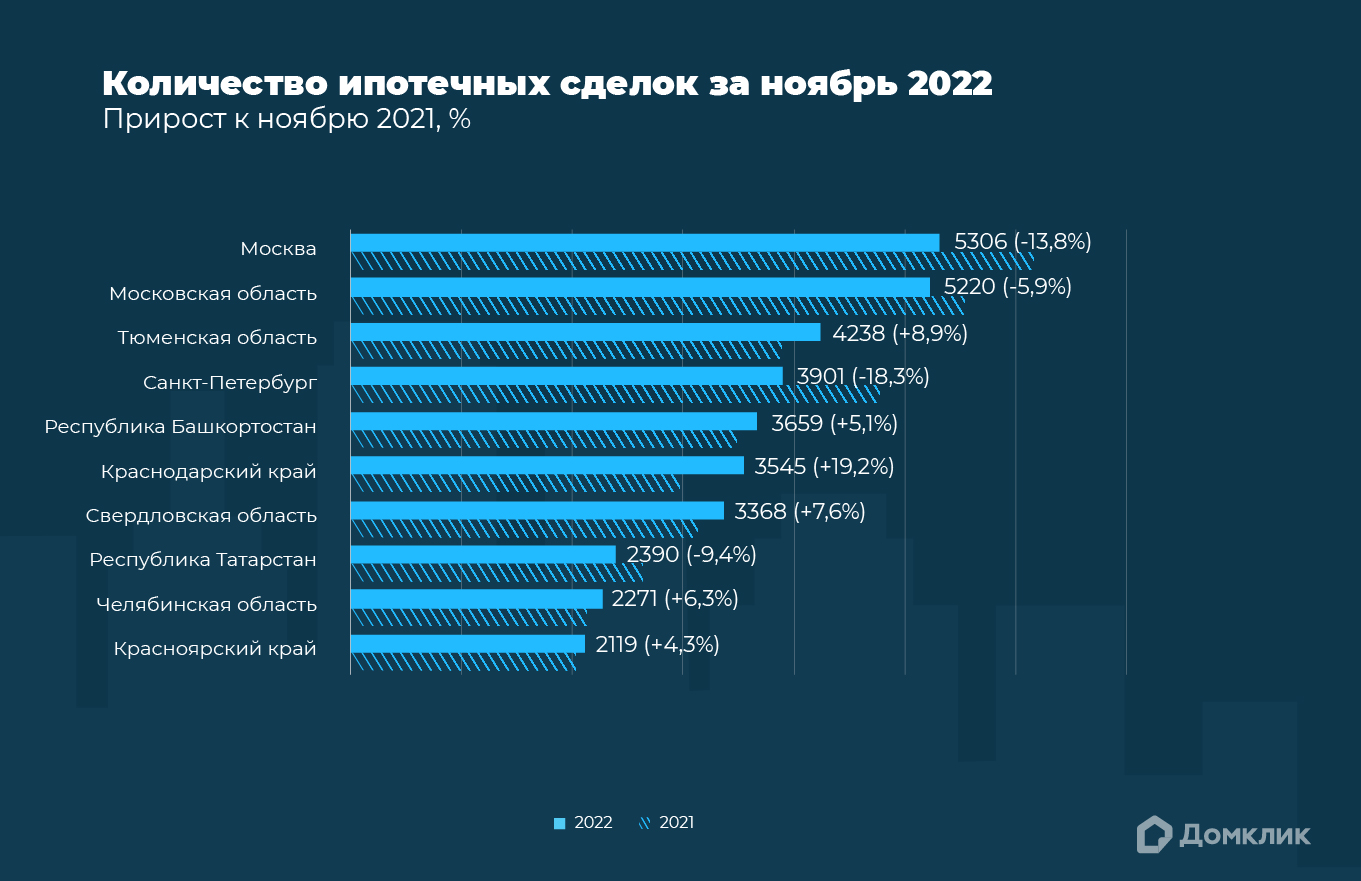 Количество ипотечных сделок за ноябрь 2022
Прирост к ноябрю 2021, %
Москва 5306 (-13,8%)
Московская область 5220 (-5,9%)
Тюменская область 4238 (+8,9%)
Санкт-Петербург 3901 (-18,3%)
Республика Башкортостан 3659 (+5,1%)
Краснодарский край 3545 (+19,2%)
Свердловская область 3368 (+7,6%)
Республика Татарстан 2390 (-9,4%)
Челябинская область 2271 (+6,3%)
Красноярский край 2119 (+4,3%)
2022 2021
Домклик